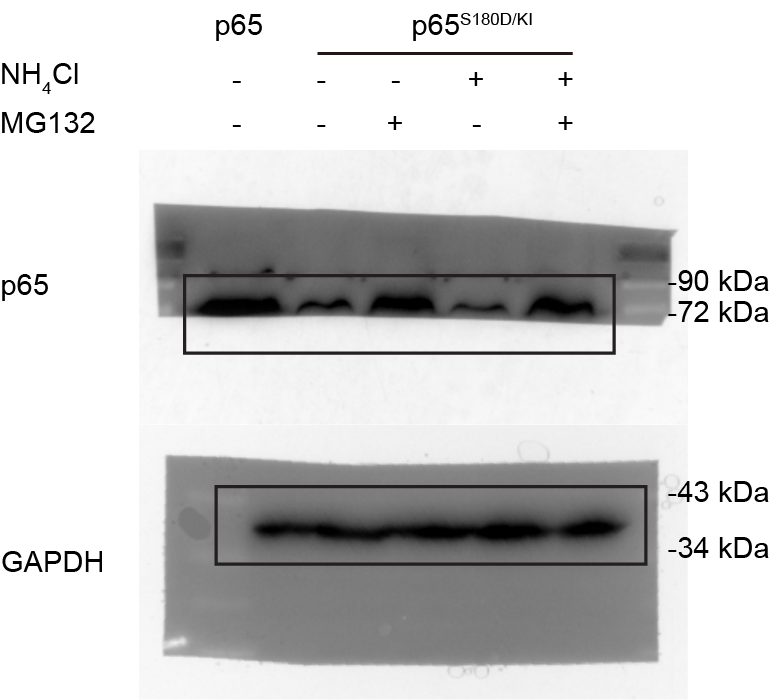 p65 p65S180D/KI
NH4Cl - - - + +
MG132 - - + - +
p65
-90 kDa
-72 kDa
-43 kDa
GAPDH
-34 kDa